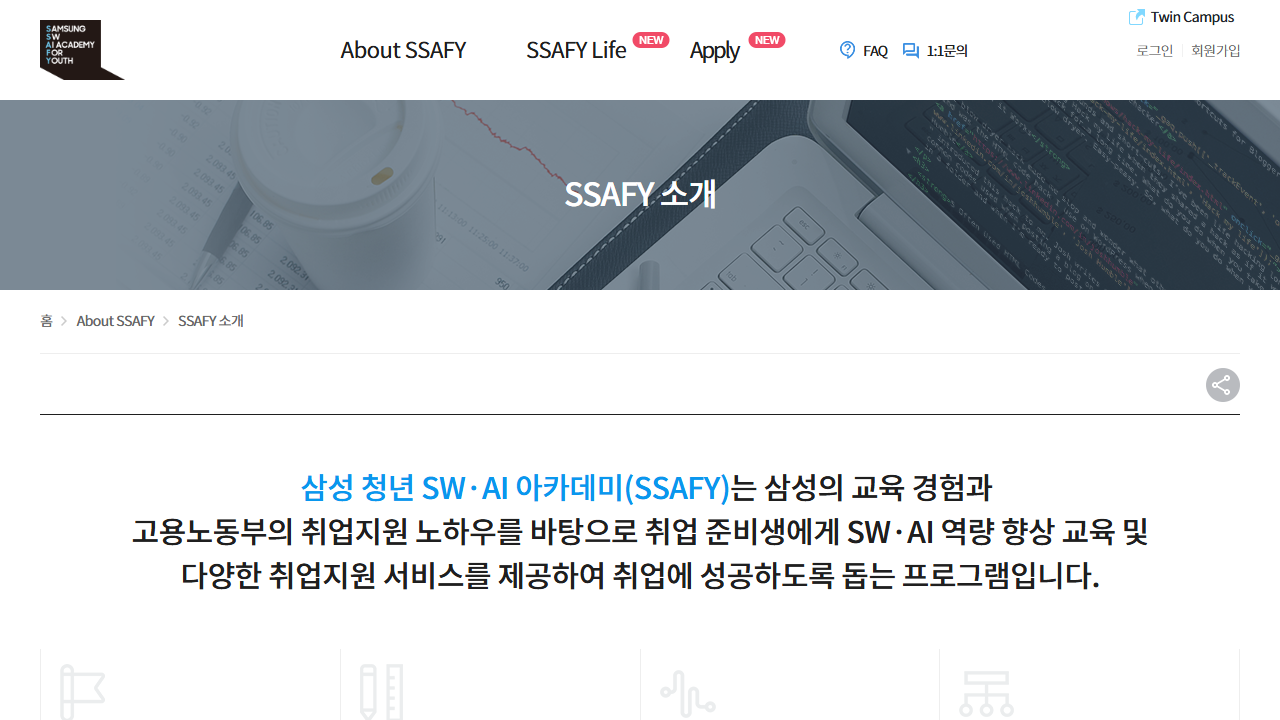 SAMSUNG
SW
AI ACADEMY
FOR
YOUTH
About SSAFY
SSAFY Life
NEW
Apply
NEW
FAQ
1:1문의
Twin Campus
로그인
회원가입
SSAFY 소개
홈
About SSAFY
SSAFY 소개
삼성 청년 SW·AI 아카데미(SSAFY)는 삼성의 교육 경험과
고용노동부의 취업지원 노하우를 바탕으로 취업 준비생에게 SW·AI 역량 향상 교육 및
다양한 취업지원 서비스를 제공하여 취업에 성공하도록 돕는 프로그램입니다.